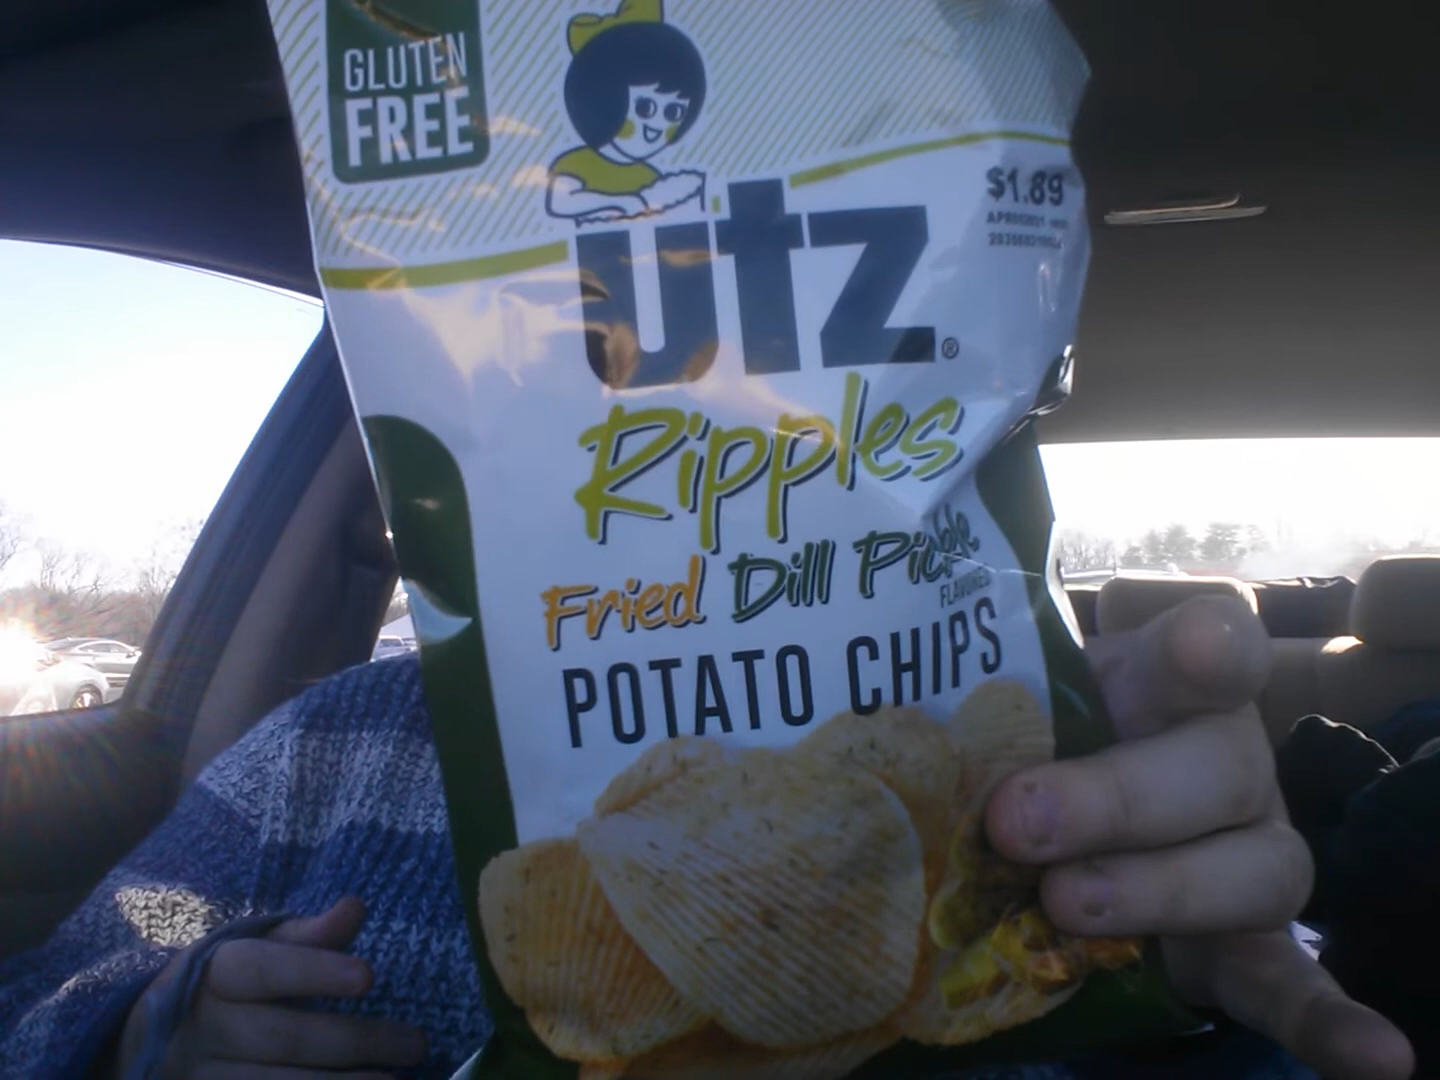 GLUTEN
FREE
$1.89
utz®
Ripples
Fried Dill Pickle
FLAVORED
POTATO CHIPS